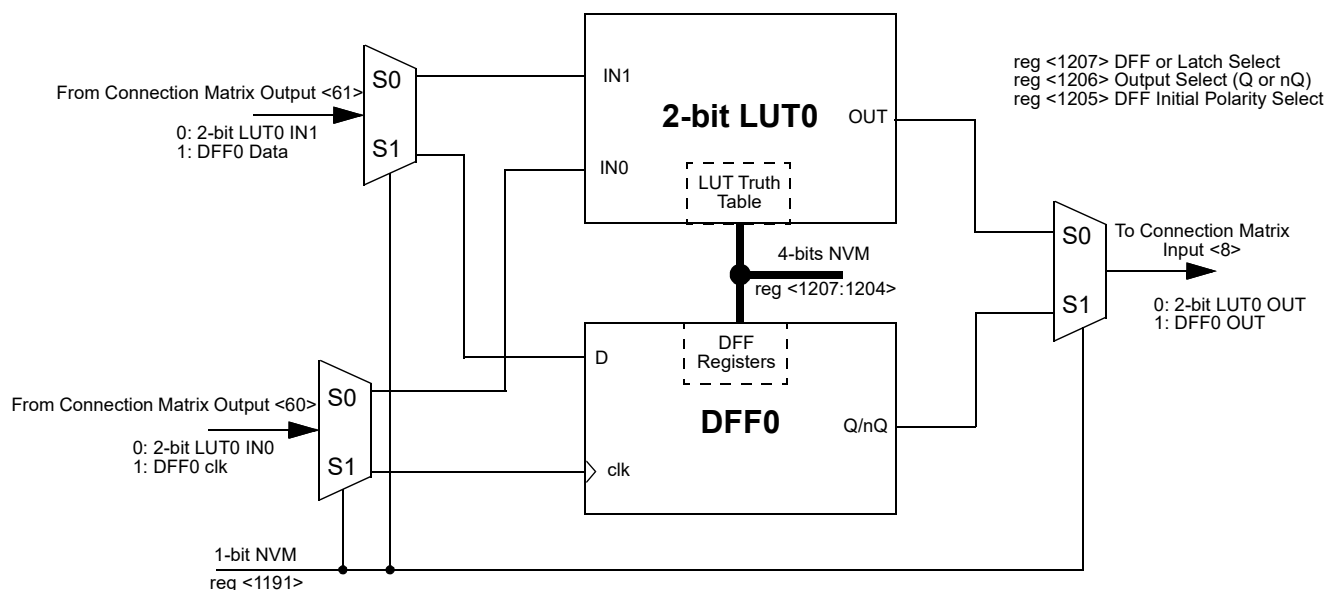 reg <1207> DFF or Latch Select
reg <1206> Output Select (Q or nQ)
reg <1205> DFF Initial Polarity Select
From Connection Matrix Output <61>
0: 2-bit LUT0 IN1
1: DFF0 Data
S0
S1
IN1
IN0
2-bit LUT0
OUT
LUT Truth
Table
4-bits NVM
reg <1207:1204>
S0
S1
To Connection Matrix
Input <8>
0: 2-bit LUT0 OUT
1: DFF0 OUT
From Connection Matrix Output <60>
0: 2-bit LUT0 IN0
1: DFF0 clk
S0
S1
D
clk
DFF
Registers
DFF0
Q/nQ
1-bit NVM
reg <1191>